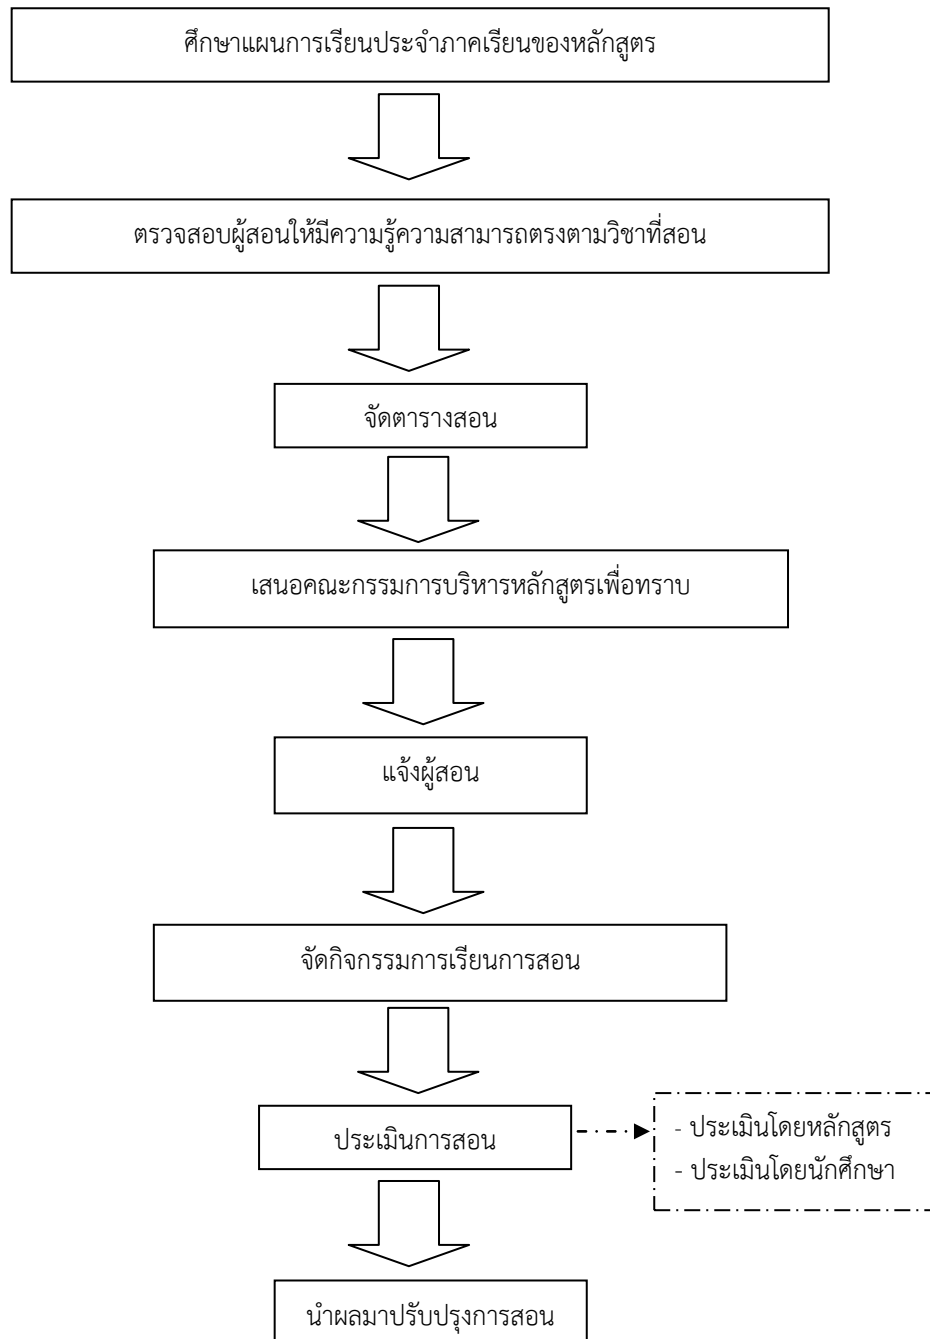 ศึกษาแผนการเรียนประจำภาคเรียนของหลักสูตร
ตรวจสอบผู้สอนให้มีความรู้ความสามารถตรงตามวิชาที่สอน
จัดตารางสอน
เสนอคณะกรรมการบริหารหลักสูตรเพื่อทราบ
แจ้งผู้สอน
จัดกิจกรรมการเรียนการสอน
ประเมินการสอน
- ประเมินโดยหลักสูตร
- ประเมินโดยนักศึกษา
นำผลมาปรับปรุงการสอน